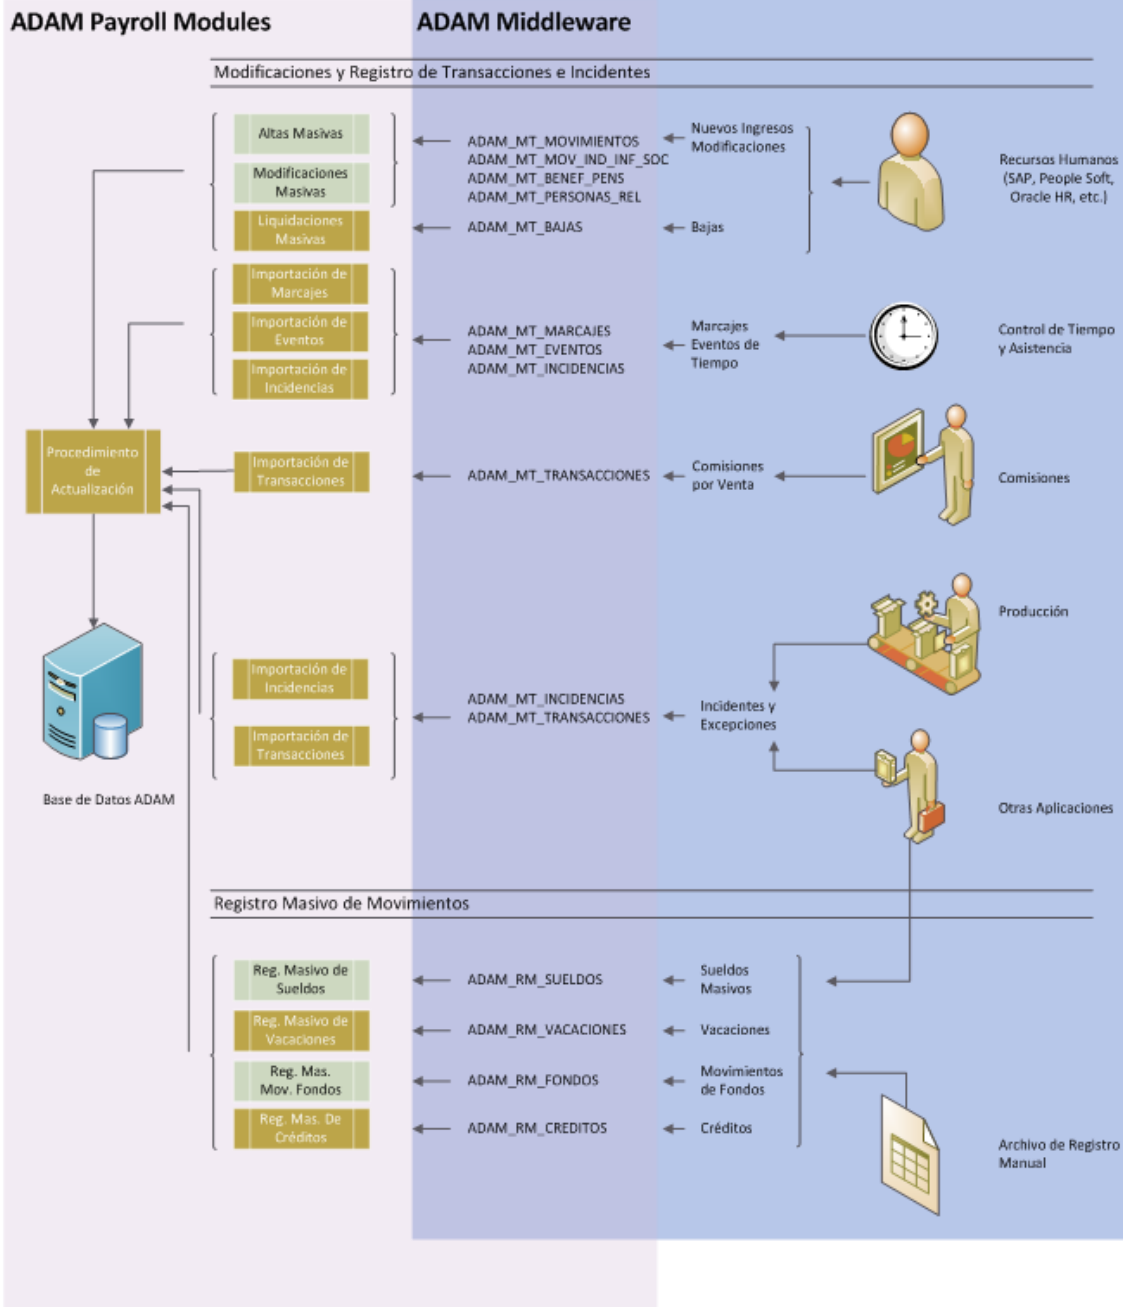 ADAM Payroll Modules
ADAM Middleware
Modificaciones y Registro de Transacciones e Incidentes
Altas Masivas
Modificaciones
Masivas
Liquidaciones
Masivas
ADAM_MT_MOVIMIENTOS
ADAM_MT_MOV_IND_INF_SOC
ADAM_MT_BENEF_PENS
ADAM_MT_PERSONAS_REL
ADAM_MT_BAJAS
Nuevos Ingresos
Modificaciones
Bajas
Recursos Humanos
(SAP, People Soft,
Oracle HR, etc.)
Importación de
Marcajes
Importación de
Eventos
Importación de
Incidencias
ADAM_MT_MARCAJES
ADAM_MT_EVENTOS
ADAM_MT_INCIDENCIAS
Marcajes
Eventos de
Tiempo
Control de Tiempo
y Asistencia
Procedimiento
de
Actualización
Importación de
Transacciones
ADAM_MT_TRANSACCIONES
Comisiones
por Venta
Comisiones
Producción
Importación de
Incidencias
Importación de
Transacciones
ADAM_MT_INCIDENCIAS
ADAM_MT_TRANSACCIONES
Incidentes y
Excepciones
Base de Datos ADAM
Otras Aplicaciones
Registro Masivo de Movimientos
Reg. Masivo de
Sueldos
ADAM_RM_SUELDOS
Sueldos
Masivos
Reg. Masivo de
Vacaciones
ADAM_RM_VACACIONES
Vacaciones
Reg. Mas.
Mov. Fondos
ADAM_RM_FONDOS
Movimientos
de Fondos
Reg. Mas. De
Créditos
ADAM_RM_CREDITOS
Créditos
Archivo de Registro
Manual